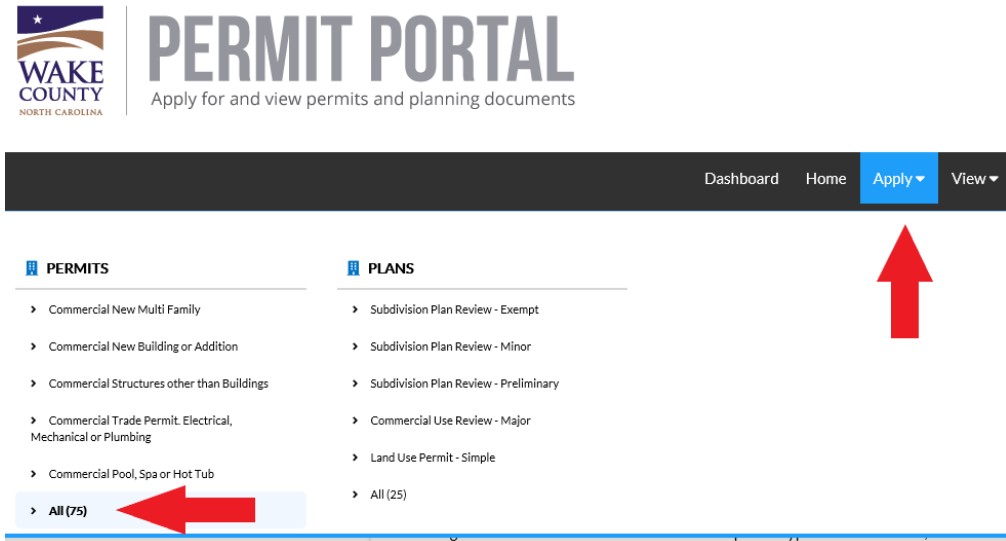 WAKE
COUNTY
NORTH CAROLINA
PERMIT PORTAL
Apply for and view permits and planning documents
Dashboard Home Apply View
PERMITS
Commercial New Multi Family
Commercial New Building or Addition
Commercial Structures other than Buildings
Commercial Trade Permit. Electrical,
Mechanical or Plumbing
Commercial Pool, Spa or Hot Tub
All (75)
PLANS
Subdivision Plan Review - Exempt
Subdivision Plan Review - Minor
Subdivision Plan Review - Preliminary
Commercial Use Review - Major
Land Use Permit - Simple
All (25)